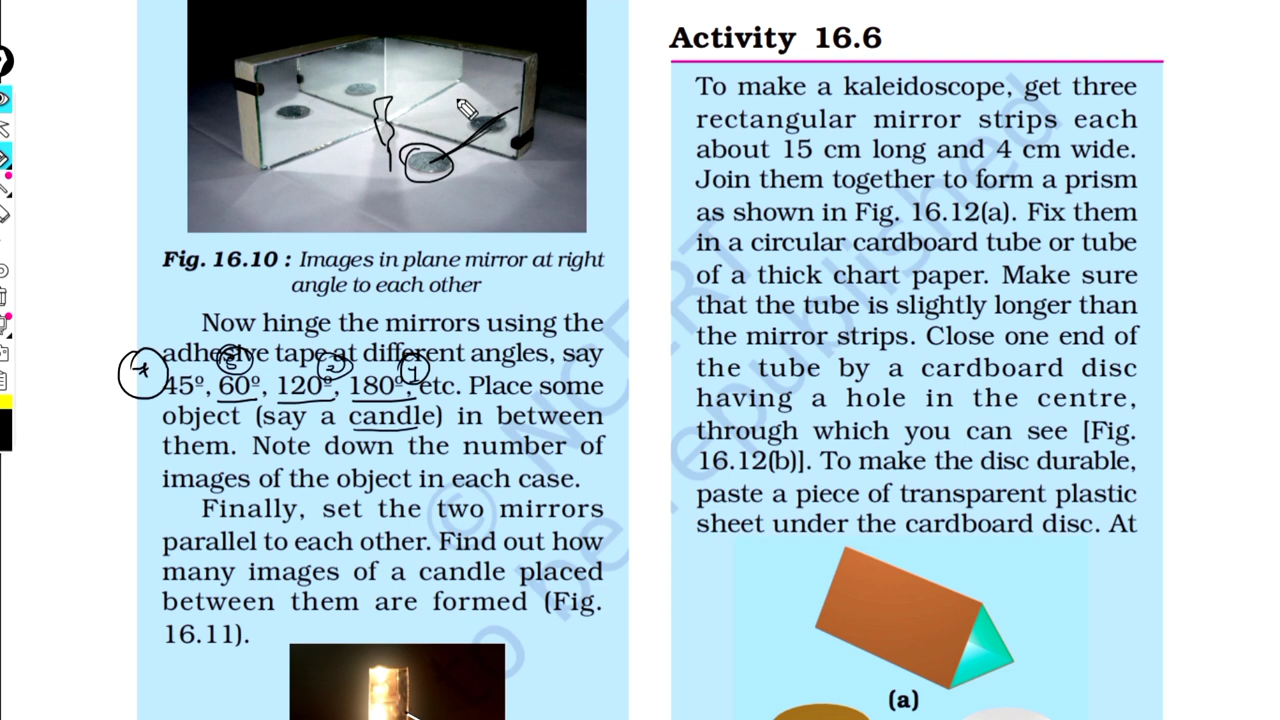 Fig. 16.10 : Images in plane mirror at right
angle to each other
Now hinge the mirrors using the
adhesive tape at different angles, say
45º, 60º, 120º, 180º, etc. Place some
object (say a candle) in between
them. Note down the number of
images of the object in each case.
Finally, set the two mirrors
parallel to each other. Find out how
many images of a candle placed
between them are formed (Fig.
16.11).
Activity 16.6
To make a kaleidoscope, get three
rectangular mirror strips each
about 15 cm long and 4 cm wide.
Join them together to form a prism
as shown in Fig. 16.12(a). Fix them
in a circular cardboard tube or tube
of a thick chart paper. Make sure
that the tube is slightly longer than
the mirror strips. Close one end of
the tube by a cardboard disc
having a hole in the centre,
through which you can see [Fig.
16.12(b)]. To make the disc durable,
paste a piece of transparent plastic
sheet under the cardboard disc. At
(a)
© NCERT
o be republished